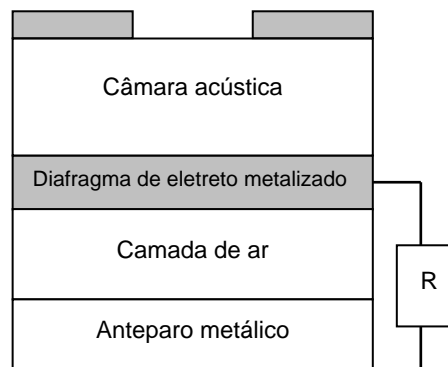 Câmara acústica
Diafragma de eletreto metalizado
Camada de ar
R
Anteparo metálico